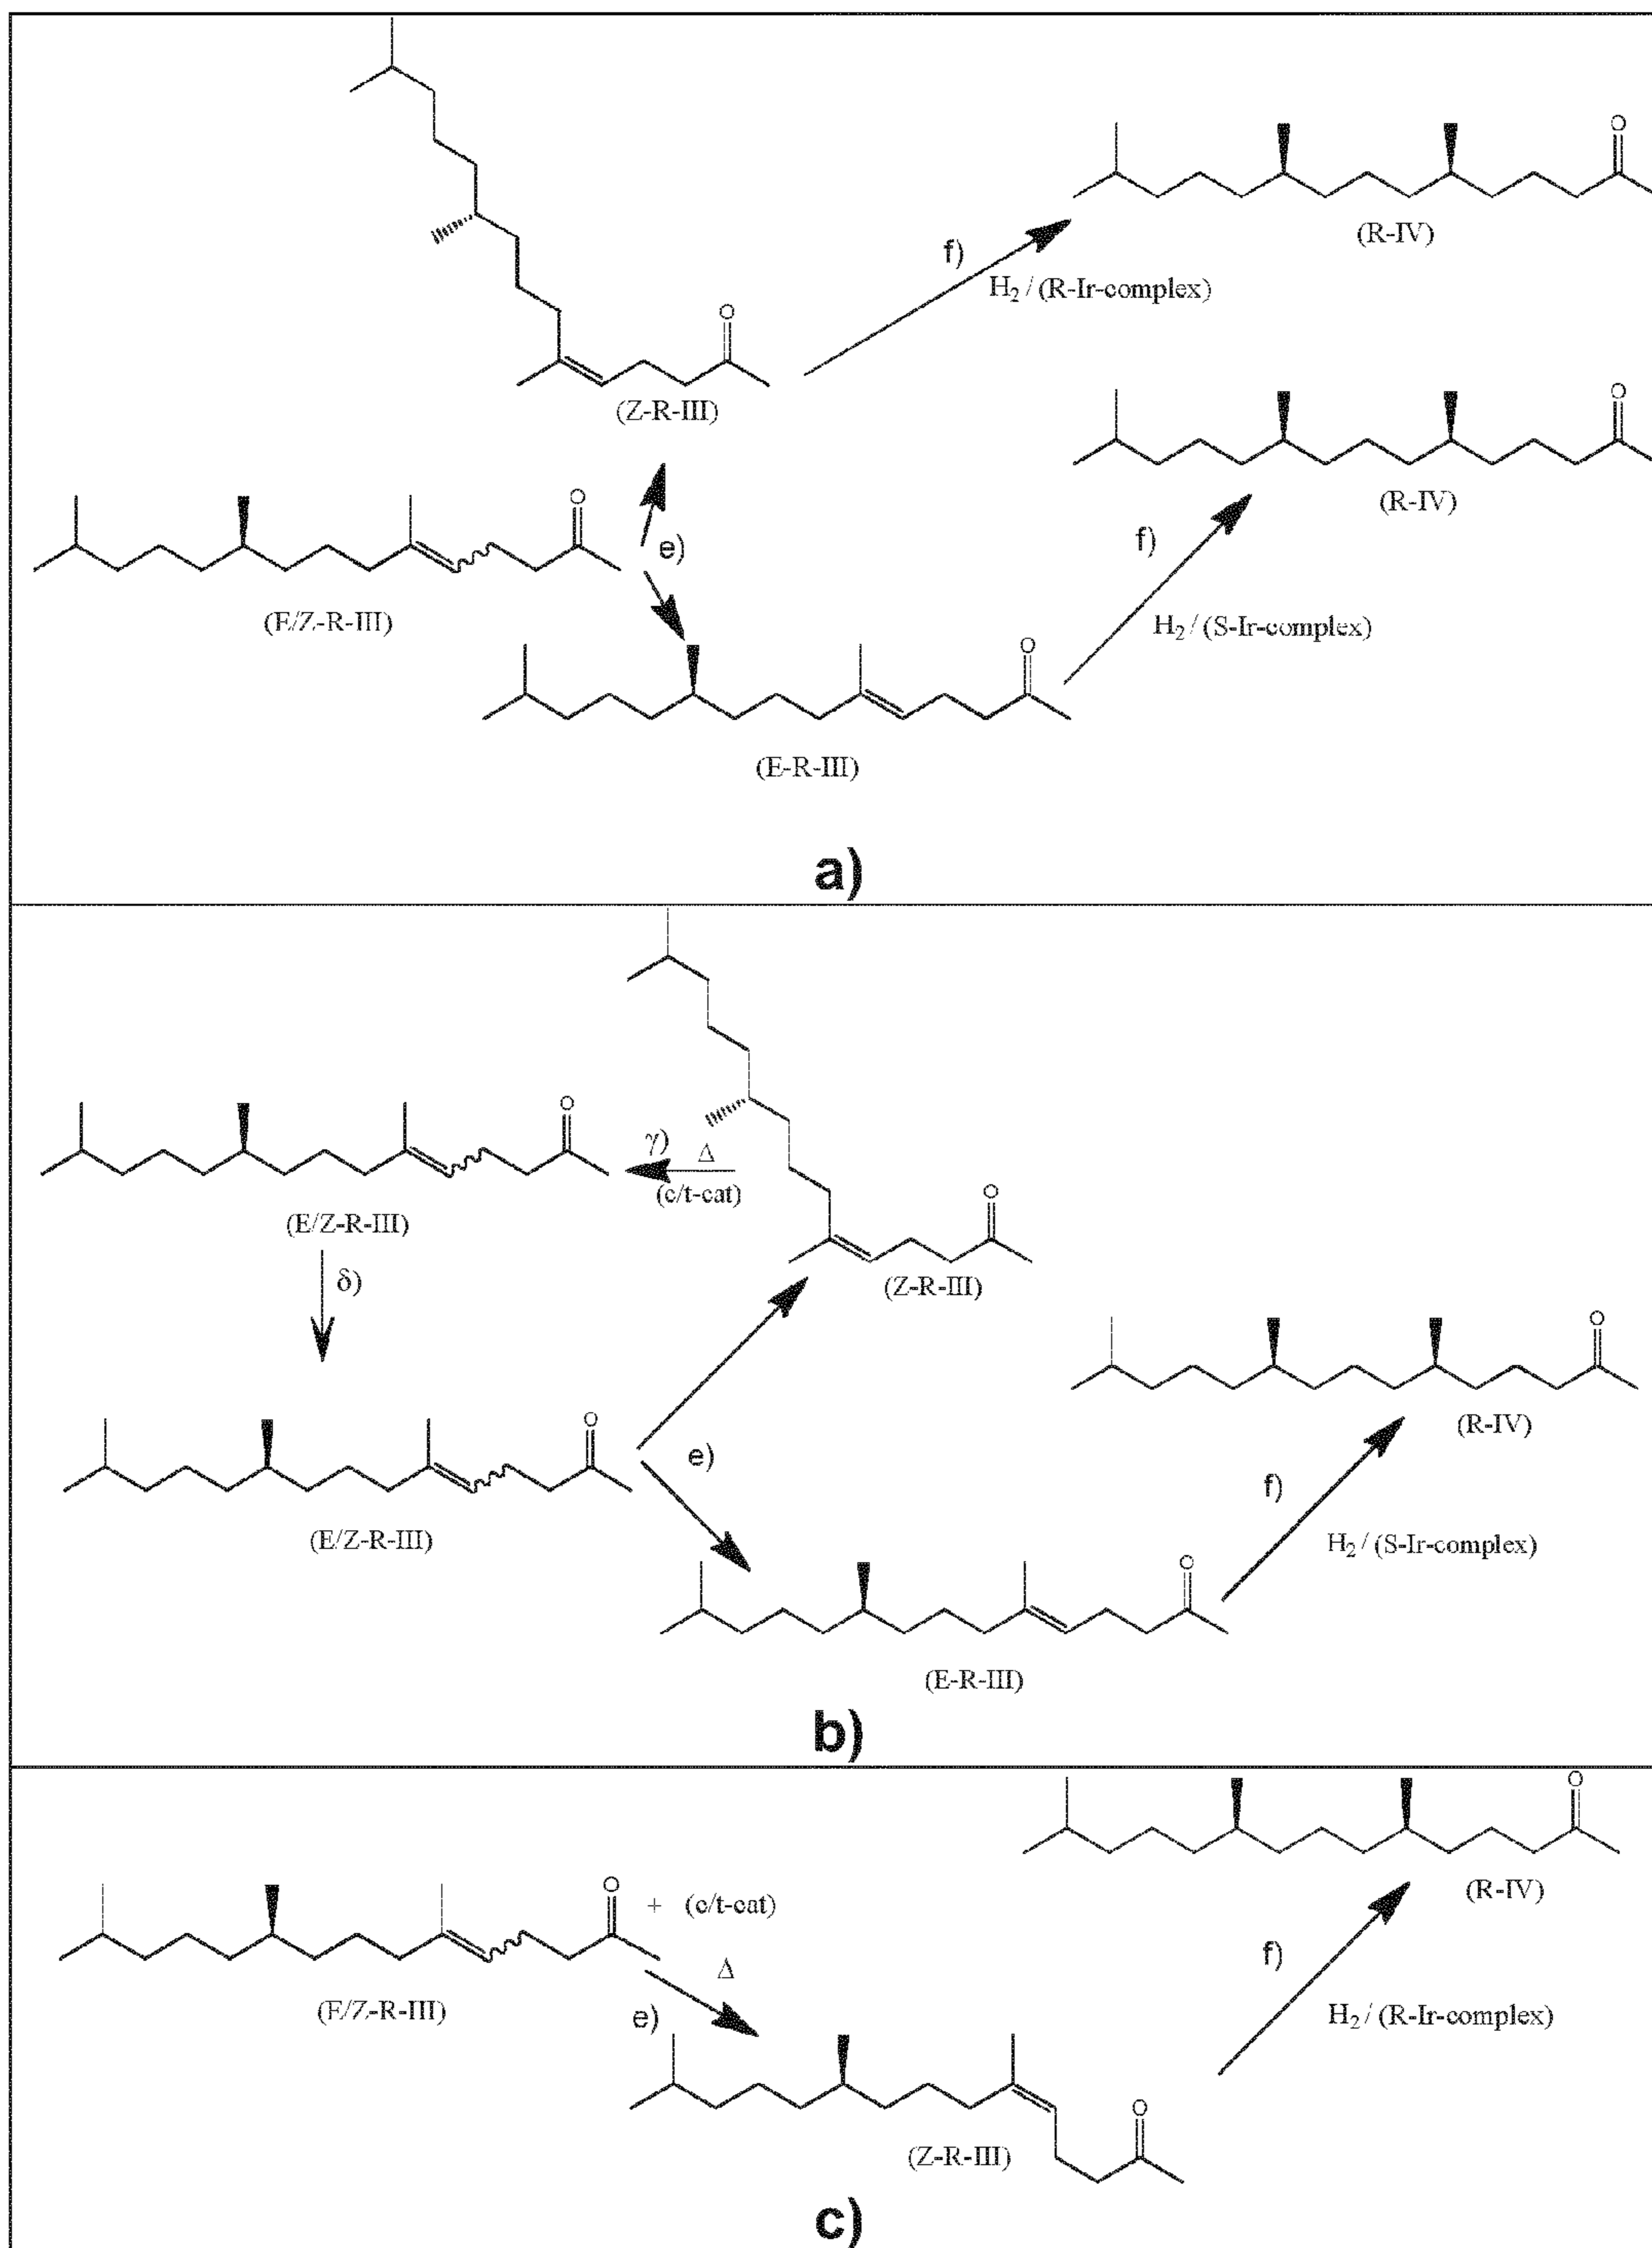 O
(R-IV)
f)
H2 / (R-Ir-complex)
O
(Z-R-III)
O
(R-IV)
f)
H2 / (S-Ir-complex)
O
e)
(E/Z-R-III)
O
(E-R-III)
a)
O
γ) Δ
(c/t-cat)
(E/Z-R-III)
O
(Z-R-III)
δ)
O
(R-IV)
O
e)
(E/Z-R-III)
f)
H2 / (S-Ir-complex)
O
(E-R-III)
b)
O
(R-IV)
O
+ (c/t-cat)
Δ
e)
(E/Z-R-III)
f)
H2 / (R-Ir-complex)
O
(Z-R-III)
c)